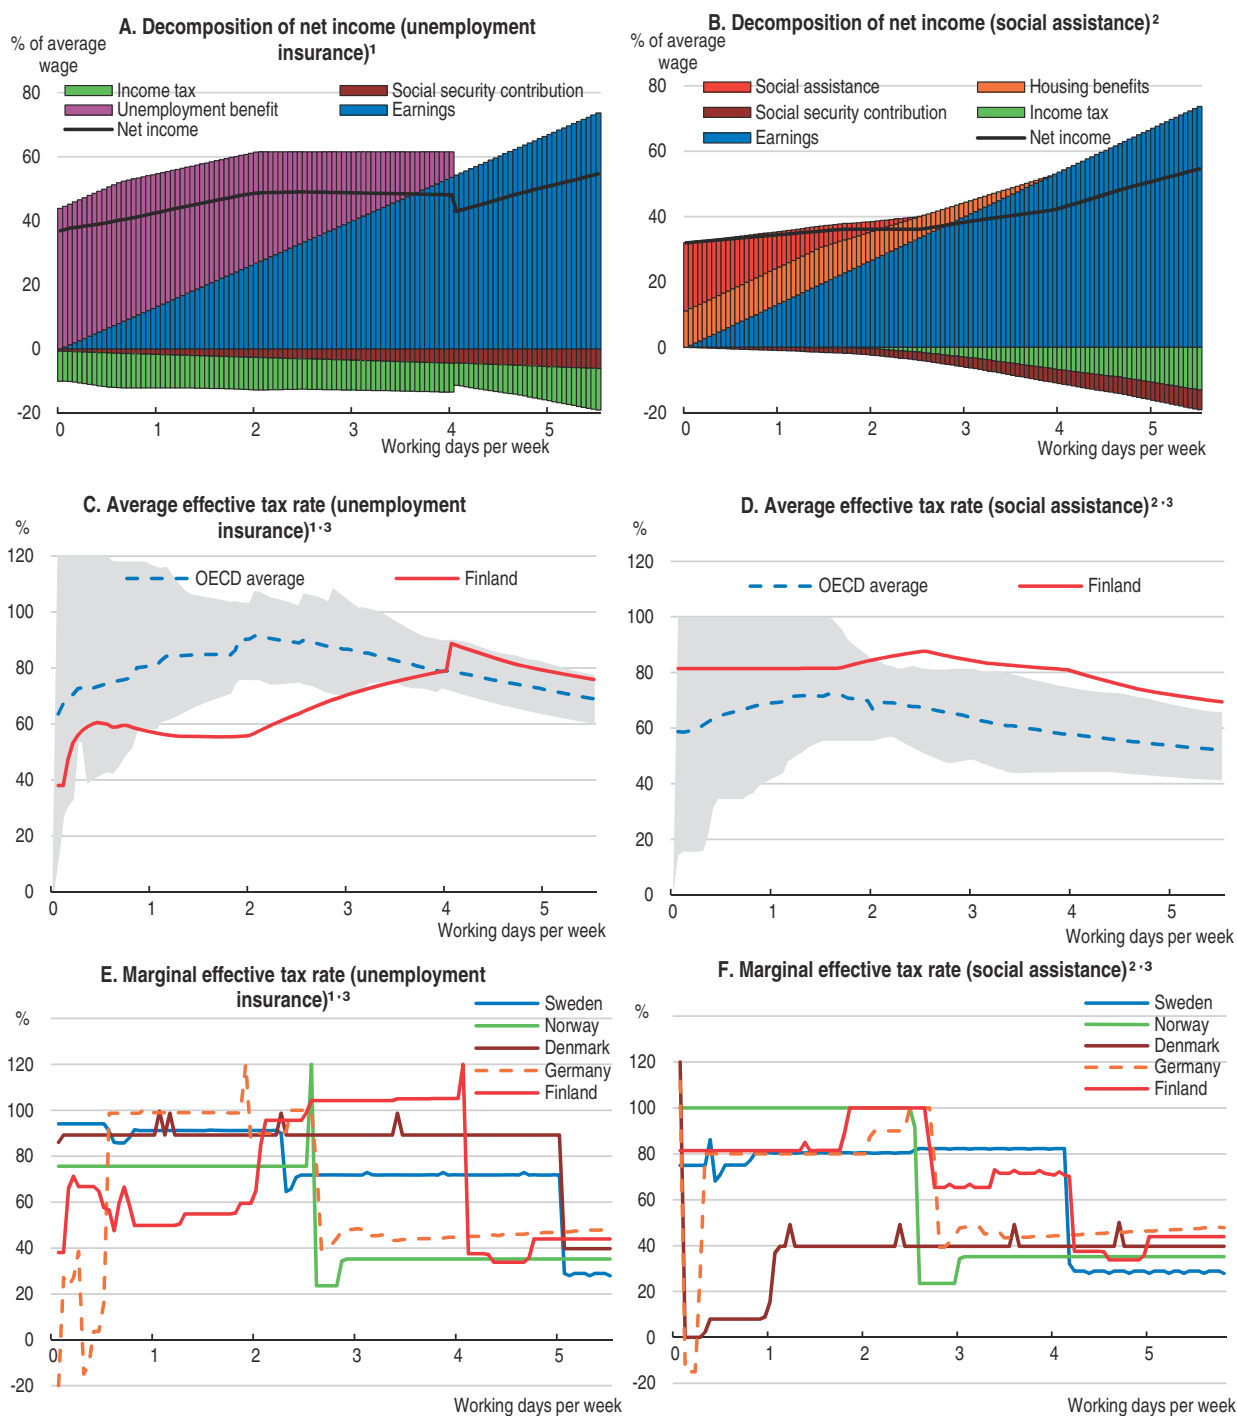 A. Decomposition of net income (unemployment
insurance)¹
% of average
wage
Income tax
Social security contribution
Unemployment benefit
Earnings
Net income
80
60
40
20
0
-20
0 1 2 3 4 5
Working days per week
B. Decomposition of net income (social assistance)²
% of average
wage
Social assistance
Housing benefits
Social security contribution
Income tax
Earnings
Net income
80
60
40
20
0
-20
0 1 2 3 4 5
Working days per week
C. Average effective tax rate (unemployment
insurance)¹˒³
%
OECD average
Finland
120
100
80
60
40
20
0
0 1 2 3 4 5
Working days per week
D. Average effective tax rate (social assistance)²˒³
%
OECD average
Finland
120
100
80
60
40
20
0
0 1 2 3 4 5
Working days per week
E. Marginal effective tax rate (unemployment
insurance)¹˒³
%
Sweden
Norway
Denmark
Germany
Finland
120
100
80
60
40
20
0
-20
0 1 2 3 4 5
Working days per week
F. Marginal effective tax rate (social assistance)²˒³
%
Sweden
Norway
Denmark
Germany
Finland
120
100
80
60
40
20
0
-20
0 1 2 3 4 5
Working days per week